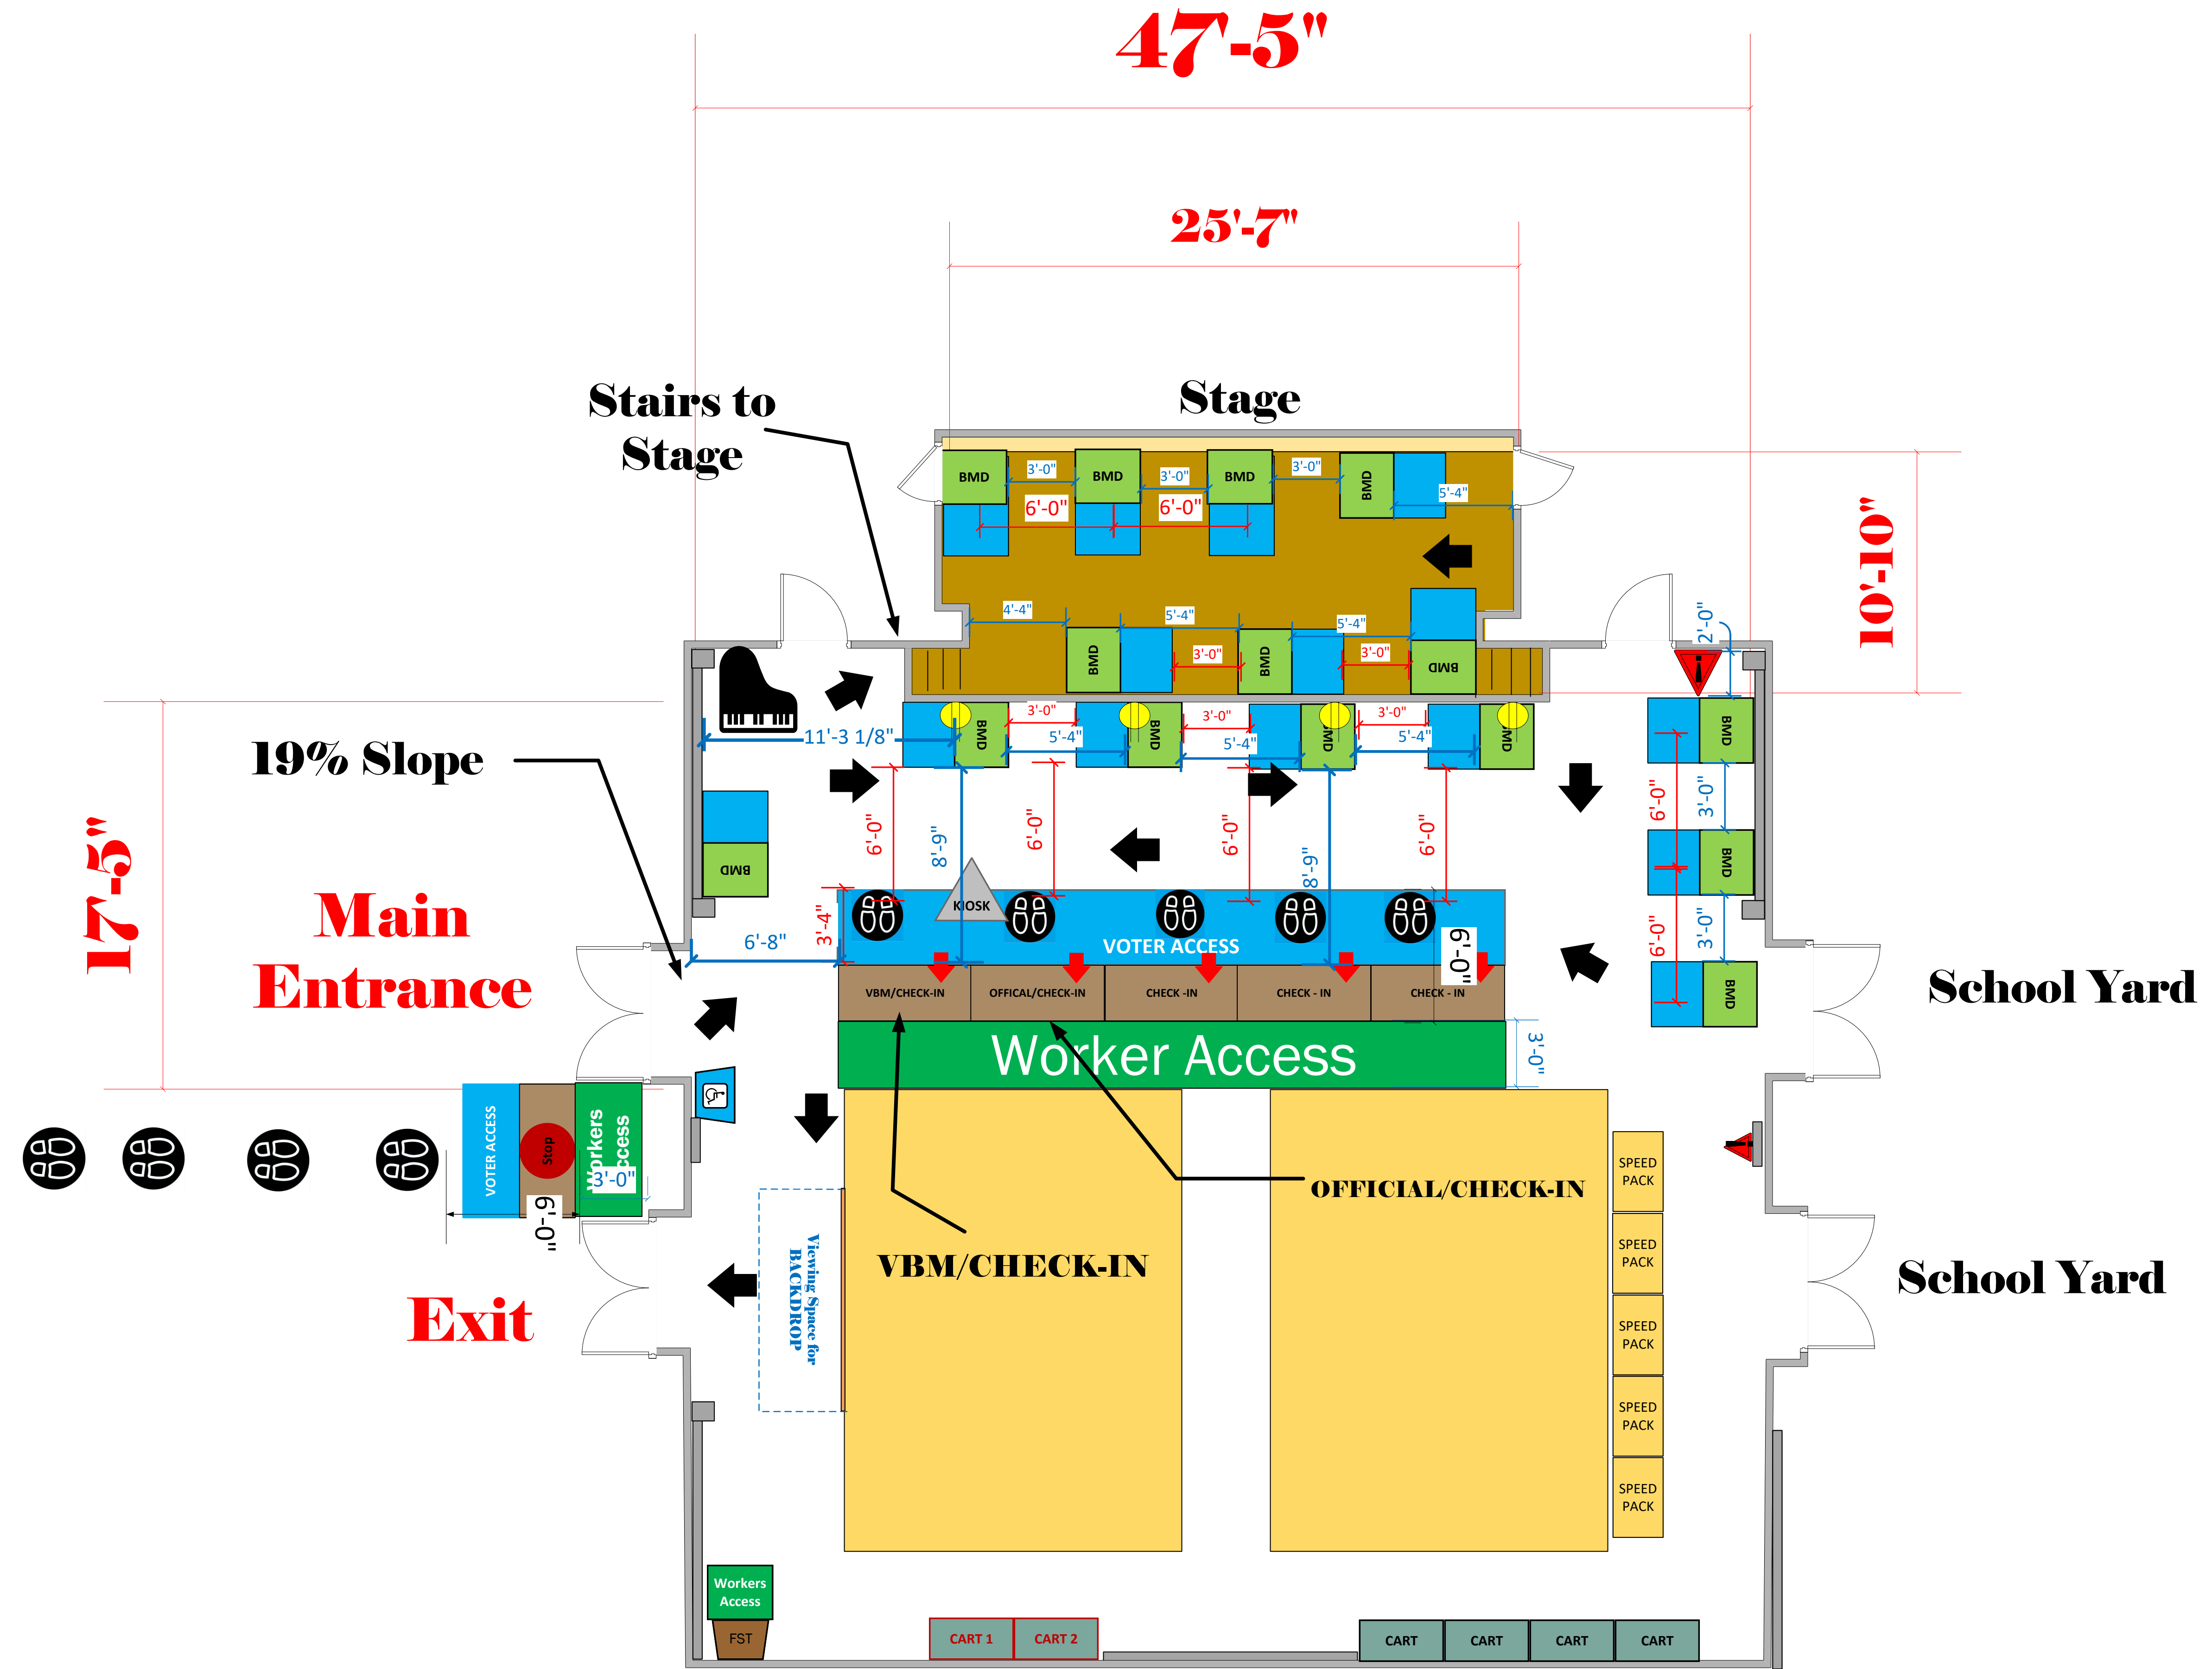 47'-5"
25'-7"
Stairs to
Stage
Stage
BMD
3'-0"
BMD
3'-0"
BMD
3'-0"
BMD
5'-4"
6'-0"
6'-0"
10'-10"
4'-4"
5'-4"
5'-4"
2'-0"
BMD
3'-0"
BMD
3'-0"
BMD
11'-3 1/8"
BMD
3'-0"
5'-4"
BMD
3'-0"
5'-4"
BMD
3'-0"
5'-4"
BMD
BMD
19% Slope
17'-5"
6'-0"
8'-9"
6'-0"
6'-0"
8'-9"
6'-0"
6'-0"
3'-0"
BMD
BMD
6'-0"
3'-0"
BMD
Main
Entrance
6'-8"
3'-4"
KIOSK
VOTER ACCESS
6'-0"
VBM/CHECK-IN
OFFICAL/CHECK-IN
CHECK -IN
CHECK - IN
CHECK - IN
School Yard
Worker Access
3'-0"
VOTER ACCESS
Stop
Workers
Access
3'-0"
6'-0"
SPEED
PACK
OFFICIAL/CHECK-IN
VBM/CHECK-IN
Viewing Space for
BACKDROP
SPEED
PACK
School Yard
Exit
SPEED
PACK
SPEED
PACK
SPEED
PACK
Workers
Access
FST
CART 1
CART 2
CART
CART
CART
CART